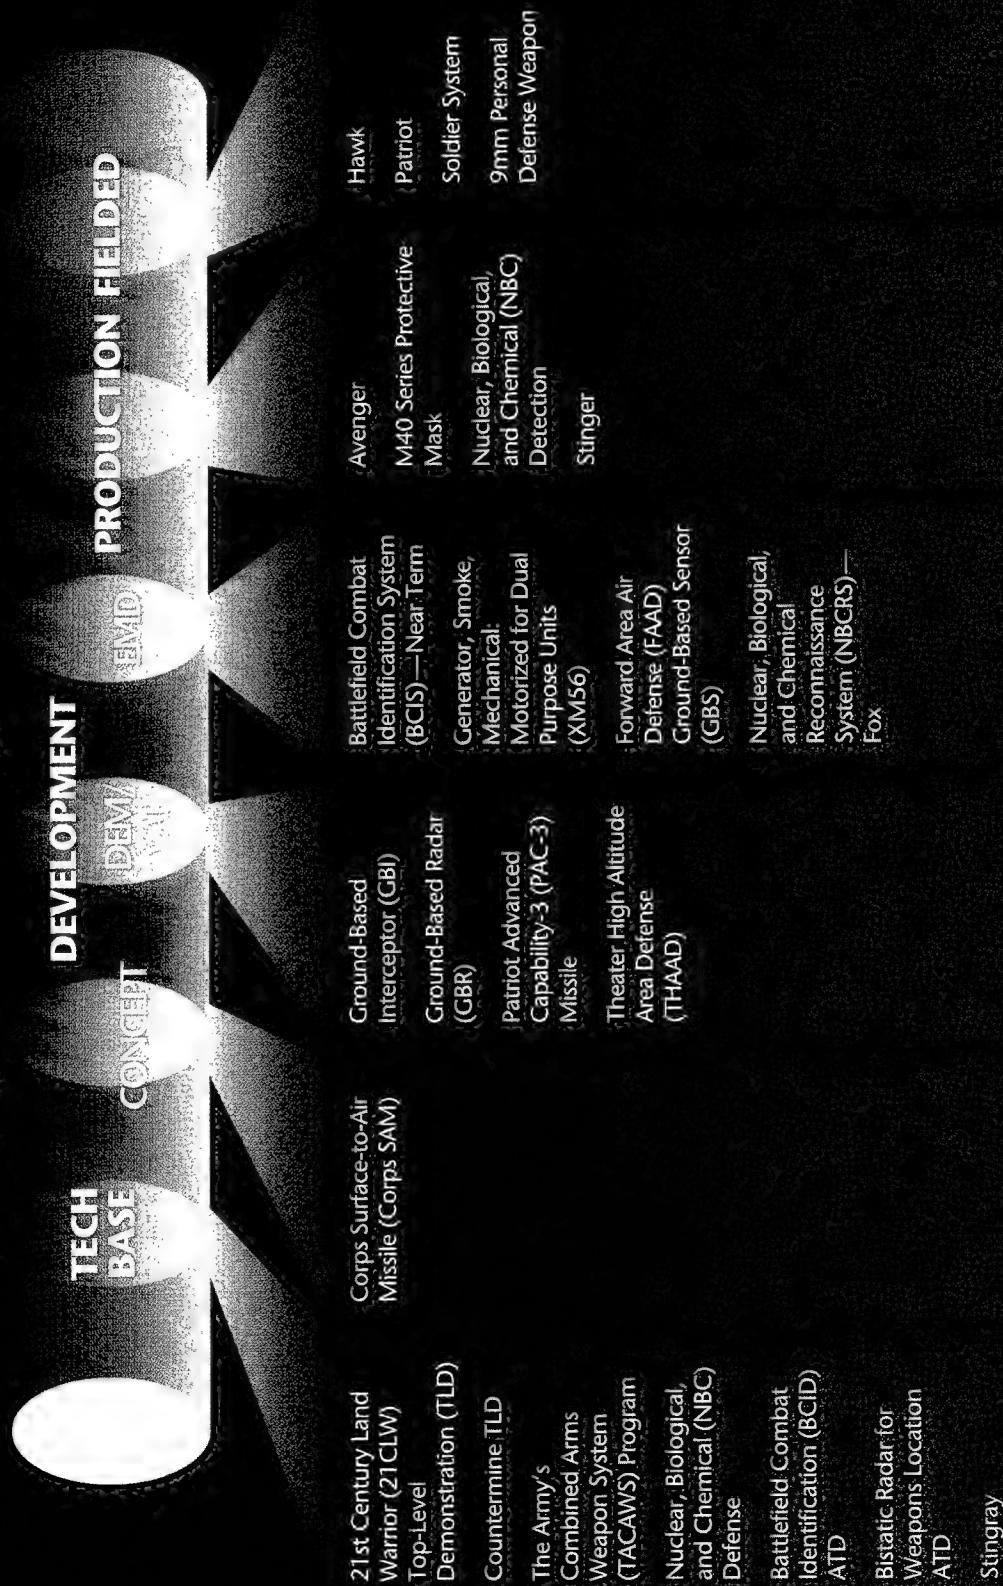 TECH
BASE
CONCEPT
DEVELOPMENT
EMD
PRODUCTION
FIELDED
21st Century Land
Warrior (21CLW)
Top-Level
Demonstration (TLD)
Countermine TLD
The Army's
Combined Arms
Weapon System
(TACAWS) Program
Nuclear, Biological,
and Chemical (NBC)
Defense
Battlefield Combat
Identification (BCID)
ATD
Bistatic Radar for
Weapons Location
ATD
Stingray
Corps Surface-to-Air
Missile (Corps SAM)
Ground-Based
Interceptor (GBI)
Ground-Based Radar
(GBR)
Patriot Advanced
Capability-3 (PAC-3)
Missile
Theater High Altitude
Area Defense
(THAAD)
Battlefield Combat
Identification System
(BCIS)—Near Term
Generator, Smoke,
Mechanical:
Motorized for Dual
Purpose Units
(XM56)
Forward Area Air
Defense (FAAD)
Ground-Based Sensor
(GBS)
Nuclear, Biological,
and Chemical
Reconnaissance
System (NBCRS)—
Fox
Avenger
M40 Series Protective
Mask
Nuclear, Biological,
and Chemical (NBC)
Detection
Stinger
Hawk
Patriot
Soldier System
9mm Personal
Defense Weapon